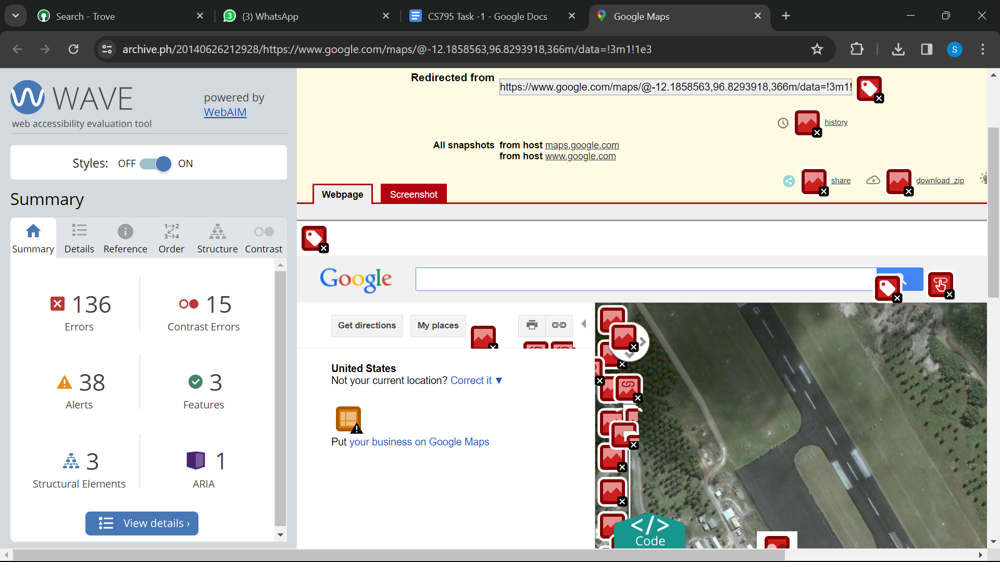 Search - Trove
(3) WhatsApp
CS795 Task -1 - Google Docs
Google Maps
archive.ph/20140626212928/https://www.google.com/maps/@-12.1858563,96.8293918,366m/data=!3m1!1e3
S
WAVE
powered by
WebAIM
web accessibility evaluation tool
Styles: OFF ON
Summary
Summary Details Reference Order Structure Contrast
136
Errors
15
Contrast Errors
38
Alerts
3
Features
3
Structural Elements
1
ARIA
View details ›
Redirected from
https://www.google.com/maps/@-12.1858563,96.8293918,366m/data=!3m1!
history
All snapshots from host maps.google.com
from host www.google.com
share
download .zip
Webpage
Screenshot
Google
Get directions
My places
United States
Not your current location? Correct it ▼
Put your business on Google Maps
</> Code